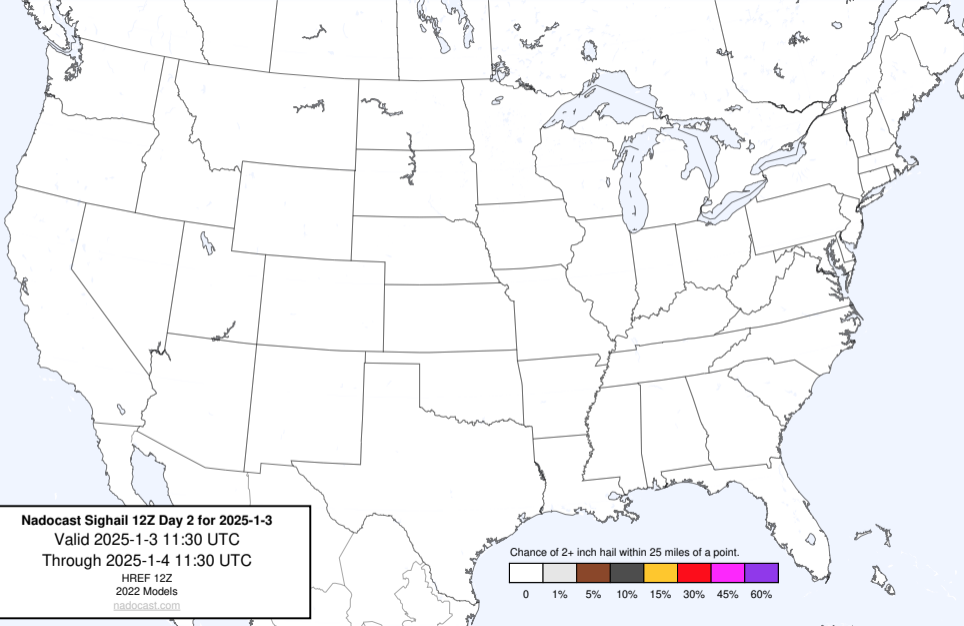 Nadocast Sighail 12Z Day 2 for 2025-1-3
Valid 2025-1-3 11:30 UTC
Through 2025-1-4 11:30 UTC
HREF 12Z
2022 Models
nadocast.com
Chance of 2+ inch hail within 25 miles of a point.
0 1% 5% 10% 15% 30% 45% 60%